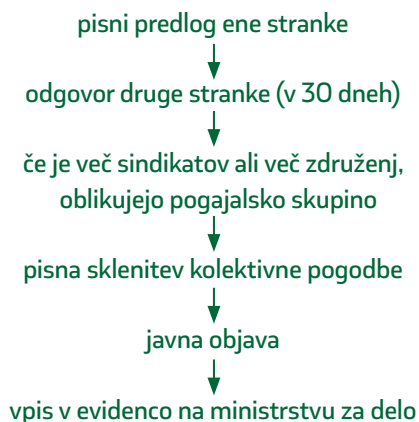 pisni predlog ene stranke
odgovor druge stranke (v 30 dneh)
če je več sindikatov ali več združenj,
oblikujejo pogajalsko skupino
pisna sklenitev kolektivne pogodbe
javna objava
vpis v evidenco na ministrstvu za delo